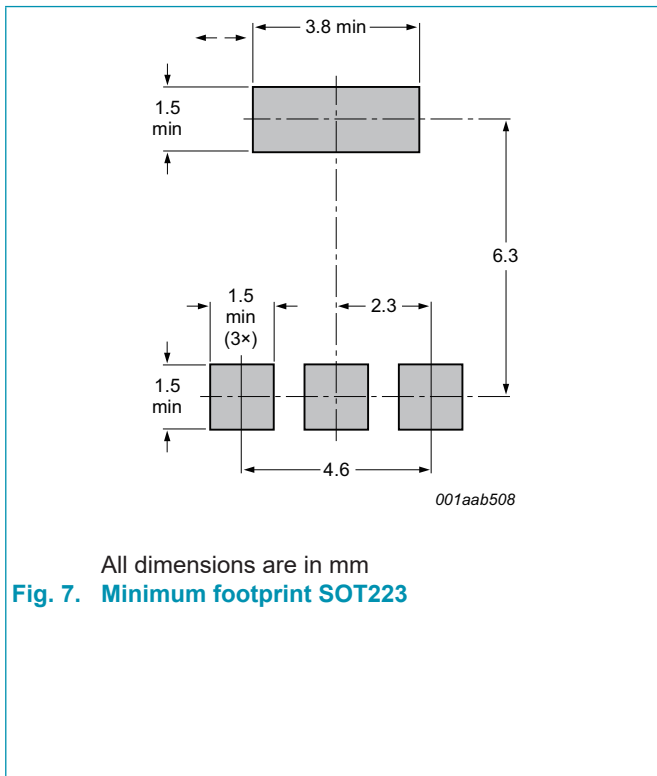 3.8 min
1.5
min
6.3
1.5
min
(3×)
2.3
1.5
min
4.6
001aab508
All dimensions are in mm
Fig. 7. Minimum footprint SOT223